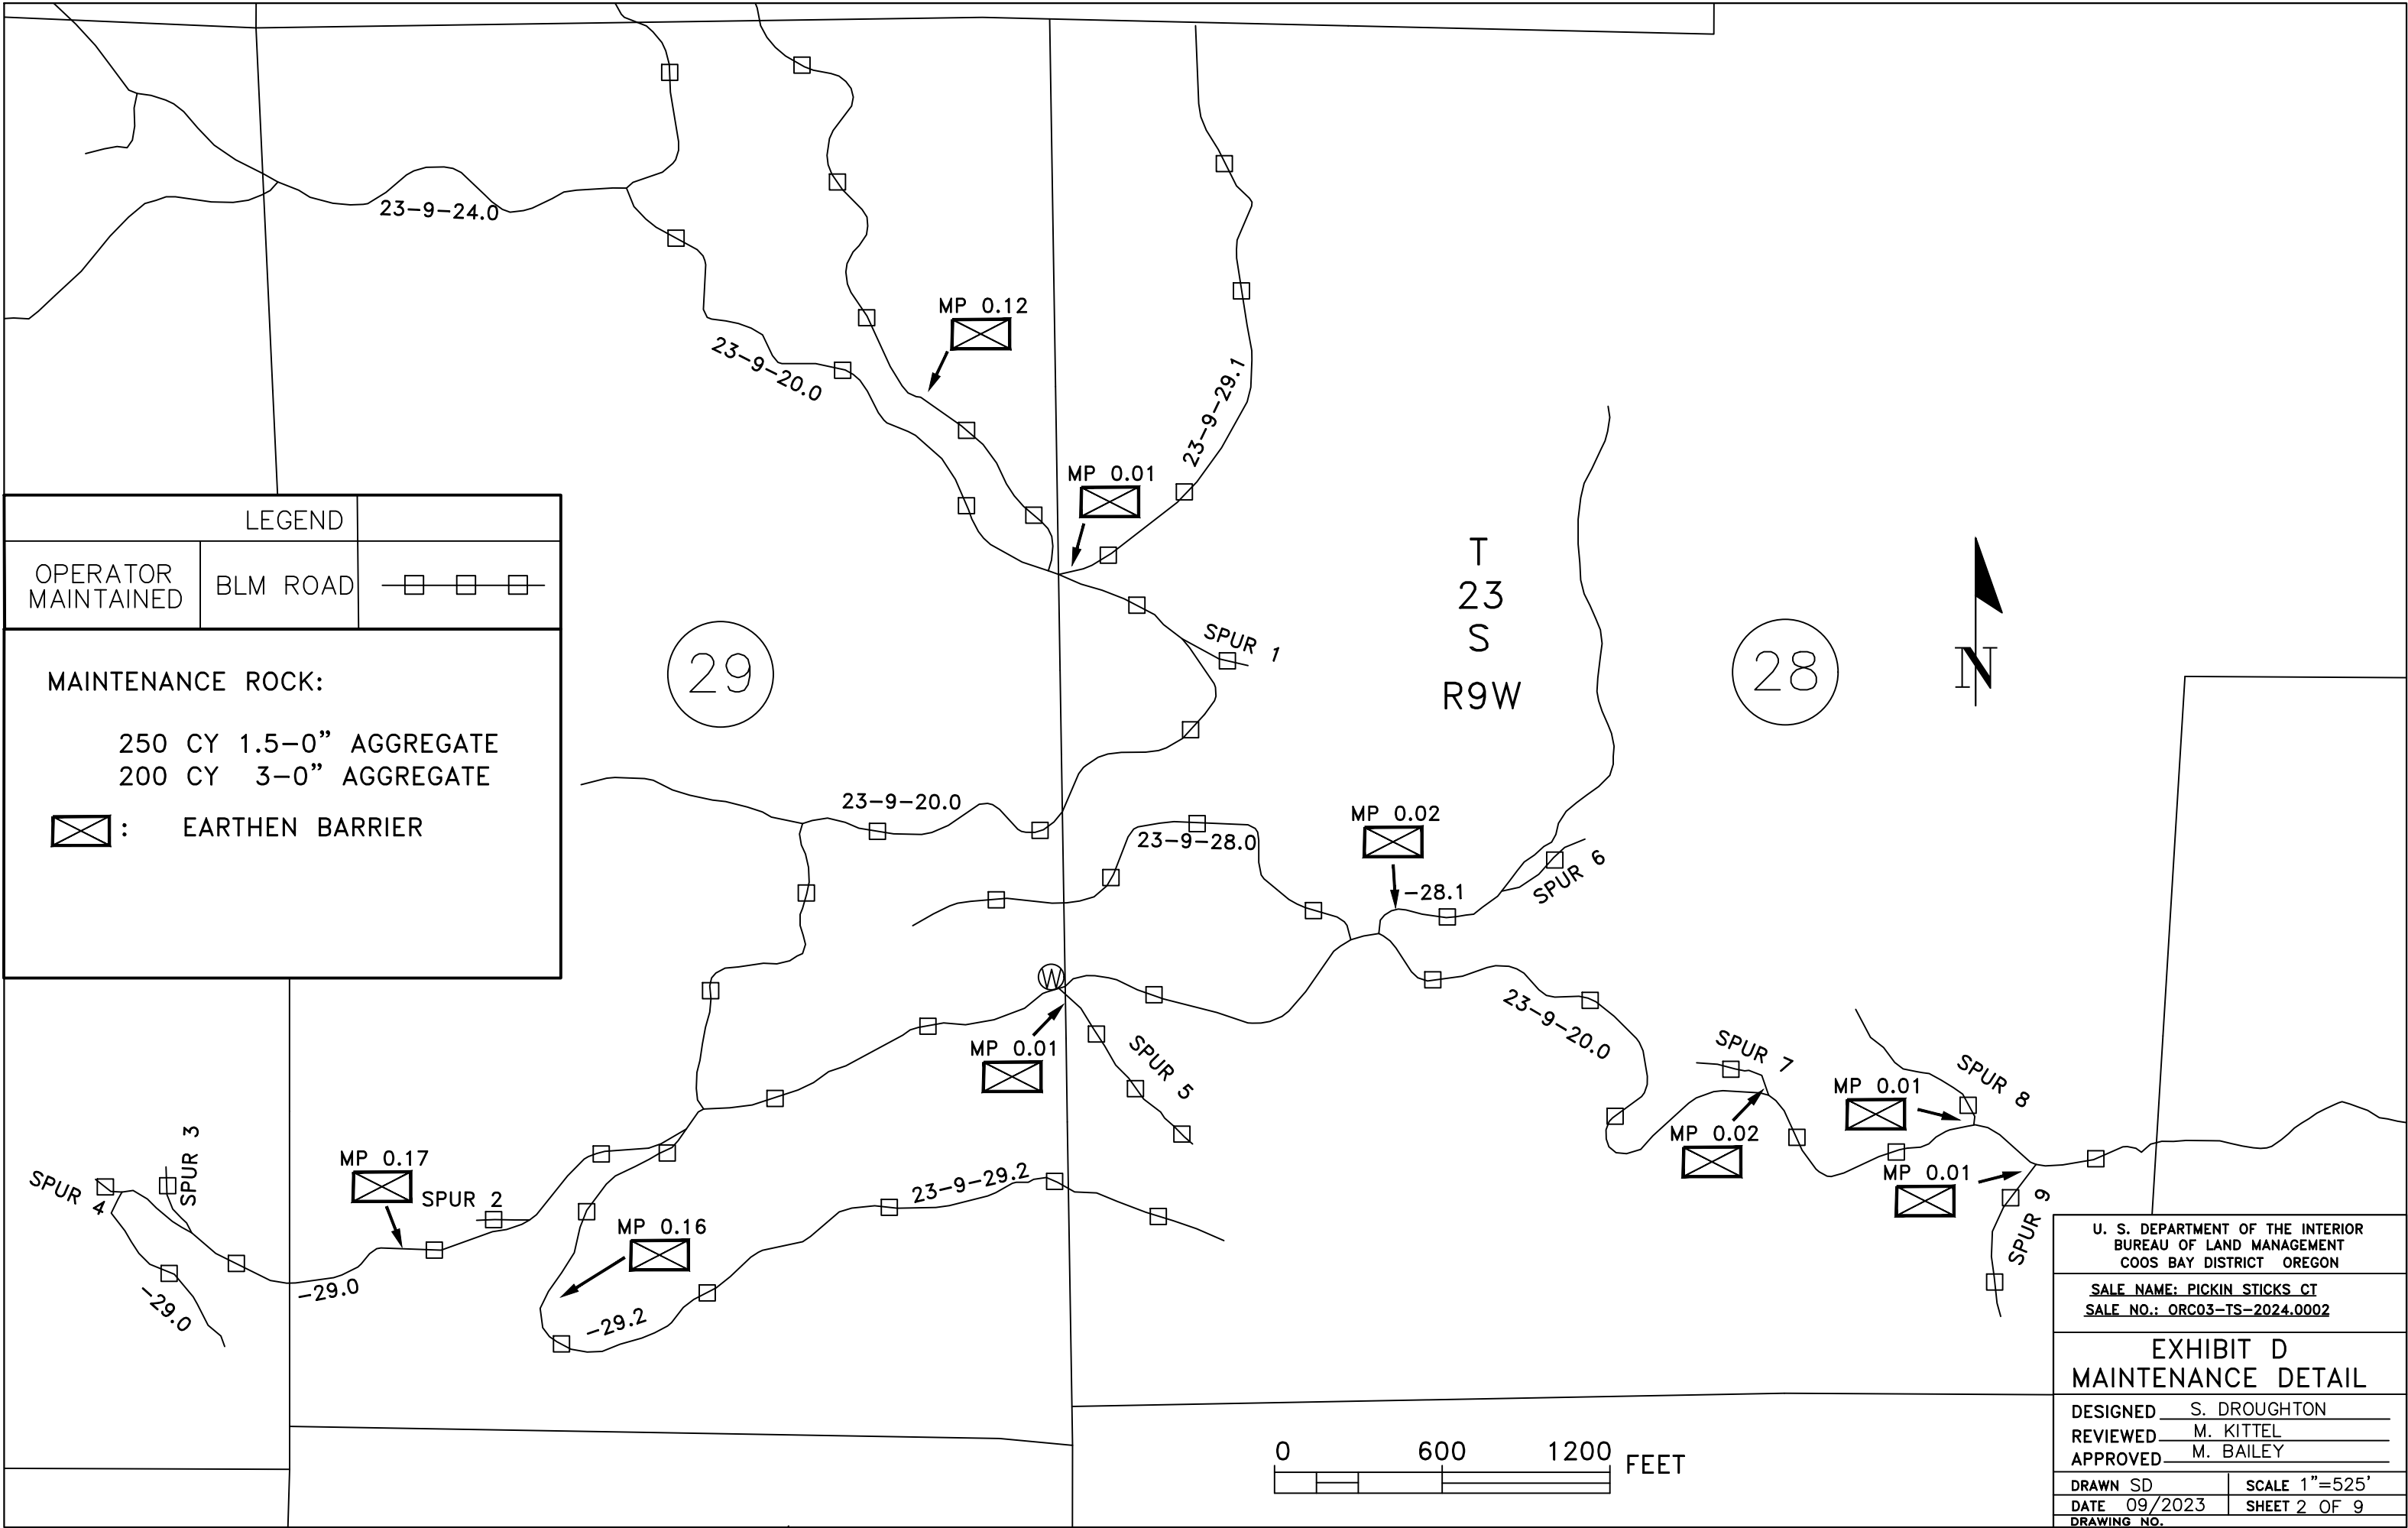 23-9-24.0
MP 0.12
23-9-20.0
23-9-29.1
MP 0.01
LEGEND
OPERATOR
MAINTAINED
BLM ROAD
MAINTENANCE ROCK:
250 CY 1.5-0” AGGREGATE
200 CY 3-0” AGGREGATE
: EARTHEN BARRIER
29
SPUR 1
T
23
S
R9W
28
N
23-9-20.0
23-9-28.0
MP 0.02
-28.1
SPUR 6
W
MP 0.01
SPUR 5
23-9-20.0
SPUR 7
MP 0.02
MP 0.01
SPUR 8
MP 0.01
SPUR 9
SPUR 4
SPUR 3
MP 0.17
SPUR 2
-29.0
-29.0
MP 0.16
-29.2
23-9-29.2
0 600 1200 FEET
U. S. DEPARTMENT OF THE INTERIOR
BUREAU OF LAND MANAGEMENT
COOS BAY DISTRICT OREGON
SALE NAME: PICKIN STICKS CT
SALE NO.: ORC03-TS-2024.0002
EXHIBIT D
MAINTENANCE DETAIL
DESIGNED S. DROUGHTON
REVIEWED M. KITTEL
APPROVED M. BAILEY
DRAWN SD SCALE 1"=525'
DATE 09/2023 SHEET 2 OF 9
DRAWING NO.